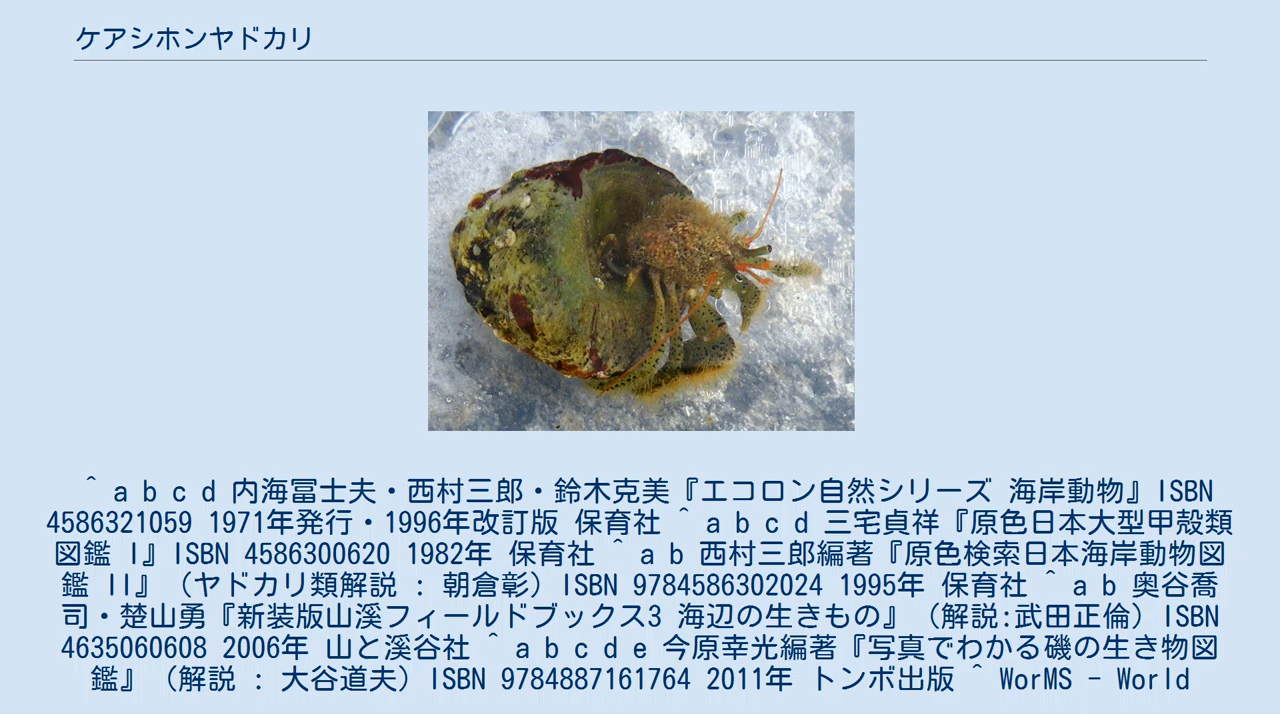 ケアシホンヤドカリ
^ a b c d 内海冨士夫・西村三郎・鈴木克美『エコロン自然シリーズ 海岸動物』ISBN
4586321059 1971年発行・1996年改訂版 保育社 ^ a b c d 三宅貞祥『原色日本大型甲殻類
図鑑 I』ISBN 4586300620 1982年 保育社 ^ a b 西村三郎編著『原色検索日本海岸動物図
鑑 II』（ヤドカリ類解説 : 朝倉彰）ISBN 9784586302024 1995年 保育社 ^ a b 奥谷喬
司・楚山勇『新装版山溪フィールドブックス3 海辺の生きもの』（解説:武田正倫）ISBN
4635060608 2006年 山と溪谷社 ^ a b c d e 今原幸光編著『写真でわかる磯の生き物図
鑑』（解説 : 大谷道夫）ISBN 9784887161764 2011年 トンボ出版 ^ WorMS - World